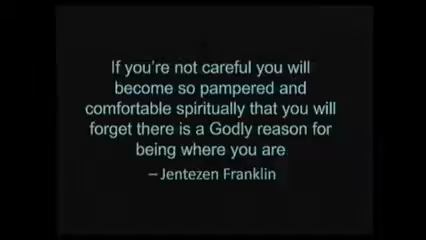 If you're not careful you will
become so pampered and
comfortable spiritually that you will
forget there is a Godly reason for
being where you are
– Jentezen Franklin